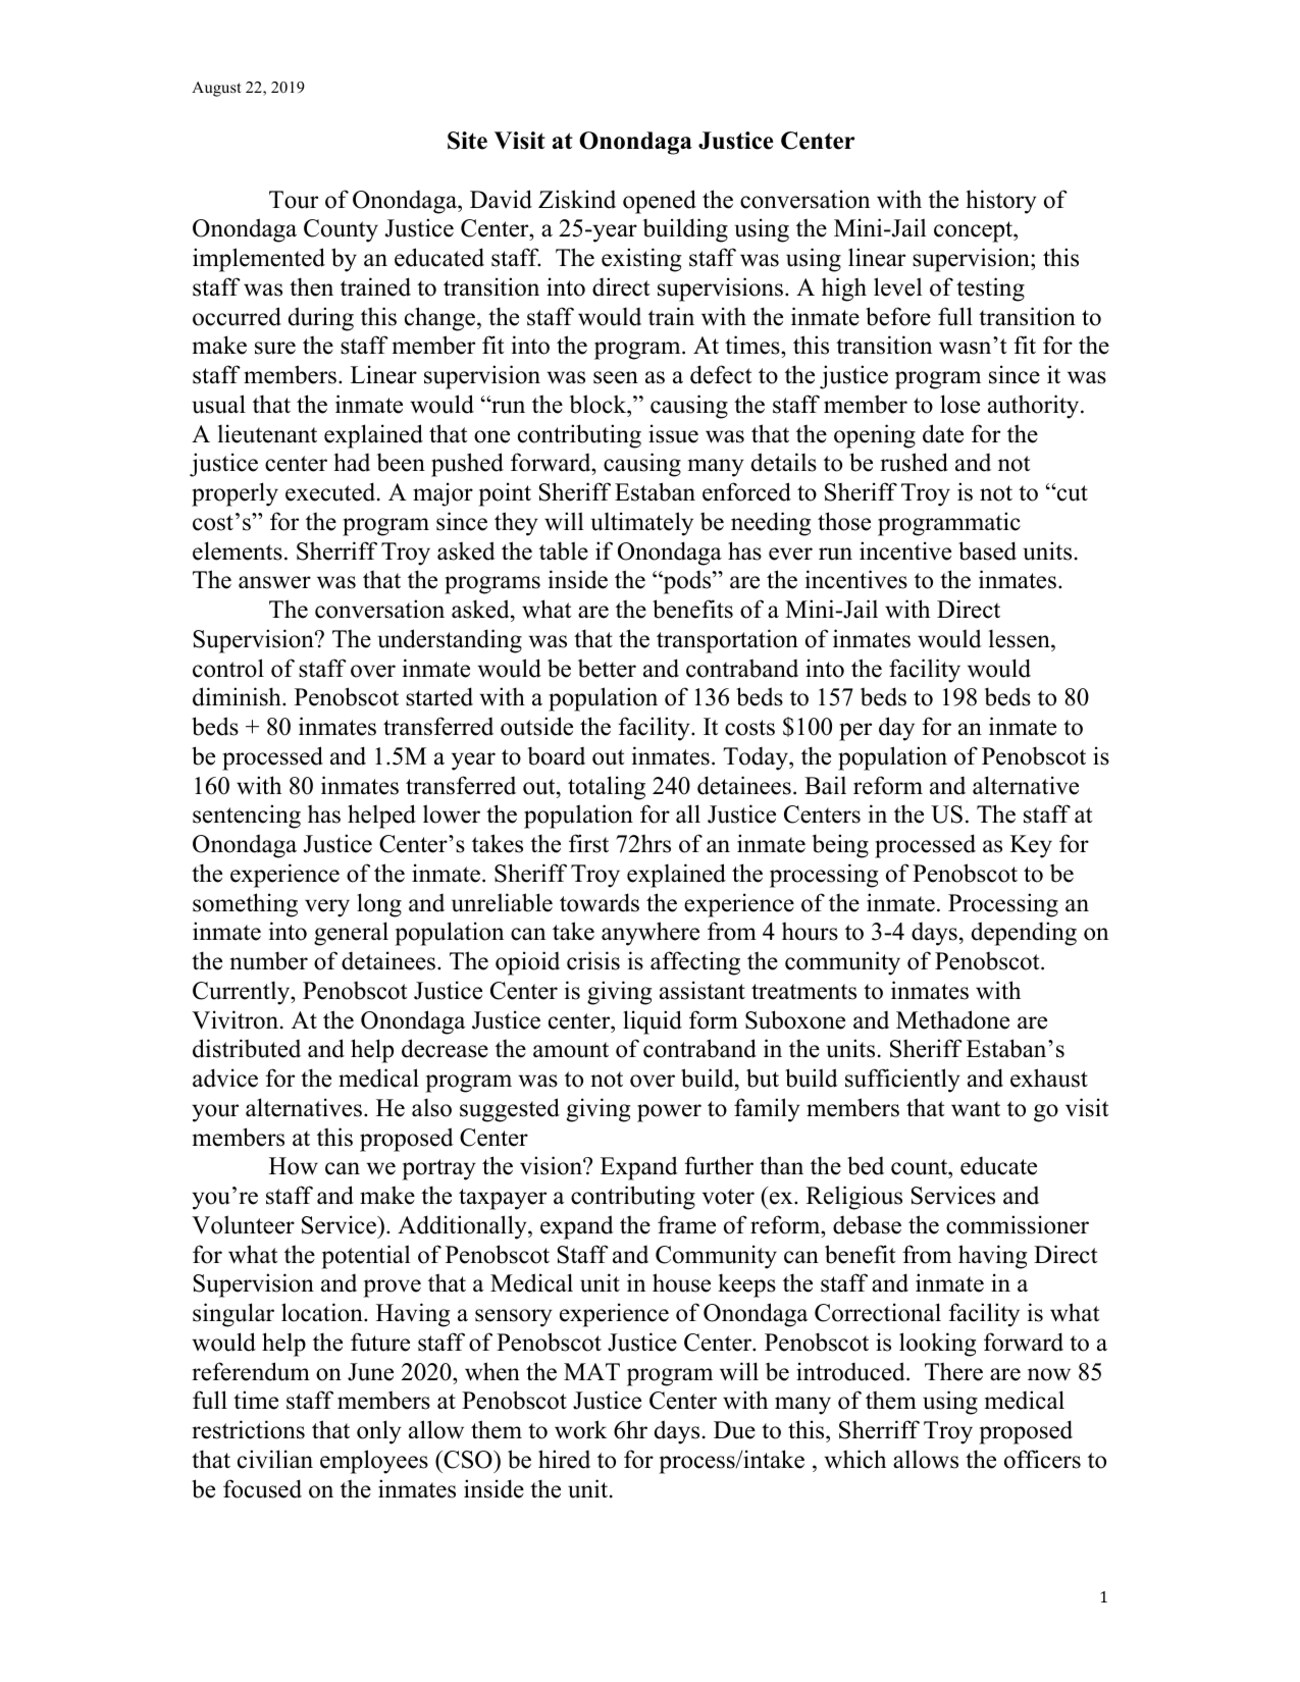 August 22, 2019
Site Visit at Onondaga Justice Center
Tour of Onondaga, David Ziskind opened the conversation with the history of
Onondaga County Justice Center, a 25-year building using the Mini-Jail concept,
implemented by an educated staff.  The existing staff was using linear supervision; this
staff was then trained to transition into direct supervisions. A high level of testing
occurred during this change, the staff would train with the inmate before full transition to
make sure the staff member fit into the program. At times, this transition wasn’t fit for the
staff members. Linear supervision was seen as a defect to the justice program since it was
usual that the inmate would “run the block,” causing the staff member to lose authority.
A lieutenant explained that one contributing issue was that the opening date for the
justice center had been pushed forward, causing many details to be rushed and not
properly executed. A major point Sheriff Estaban enforced to Sheriff Troy is not to “cut
cost’s” for the program since they will ultimately be needing those programmatic
elements. Sherriff Troy asked the table if Onondaga has ever run incentive based units.
The answer was that the programs inside the “pods” are the incentives to the inmates.
The conversation asked, what are the benefits of a Mini-Jail with Direct
Supervision? The understanding was that the transportation of inmates would lessen,
control of staff over inmate would be better and contraband into the facility would
diminish. Penobscot started with a population of 136 beds to 157 beds to 198 beds to 80
beds + 80 inmates transferred outside the facility. It costs $100 per day for an inmate to
be processed and 1.5M a year to board out inmates. Today, the population of Penobscot is
160 with 80 inmates transferred out, totaling 240 detainees. Bail reform and alternative
sentencing has helped lower the population for all Justice Centers in the US. The staff at
Onondaga Justice Center’s takes the first 72hrs of an inmate being processed as Key for
the experience of the inmate. Sheriff Troy explained the processing of Penobscot to be
something very long and unreliable towards the experience of the inmate. Processing an
inmate into general population can take anywhere from 4 hours to 3-4 days, depending on
the number of detainees. The opioid crisis is affecting the community of Penobscot.
Currently, Penobscot Justice Center is giving assistant treatments to inmates with
Vivitron. At the Onondaga Justice center, liquid form Suboxone and Methadone are
distributed and help decrease the amount of contraband in the units. Sheriff Estaban’s
advice for the medical program was to not over build, but build sufficiently and exhaust
your alternatives. He also suggested giving power to family members that want to go visit
members at this proposed Center
How can we portray the vision? Expand further than the bed count, educate
you’re staff and make the taxpayer a contributing voter (ex. Religious Services and
Volunteer Service). Additionally, expand the frame of reform, debase the commissioner
for what the potential of Penobscot Staff and Community can benefit from having Direct
Supervision and prove that a Medical unit in house keeps the staff and inmate in a
singular location. Having a sensory experience of Onondaga Correctional facility is what
would help the future staff of Penobscot Justice Center. Penobscot is looking forward to a
referendum on June 2020, when the MAT program will be introduced.  There are now 85
full time staff members at Penobscot Justice Center with many of them using medical
restrictions that only allow them to work 6hr days. Due to this, Sherriff Troy proposed
that civilian employees (CSO) be hired to for process/intake , which allows the officers to
be focused on the inmates inside the unit.
1